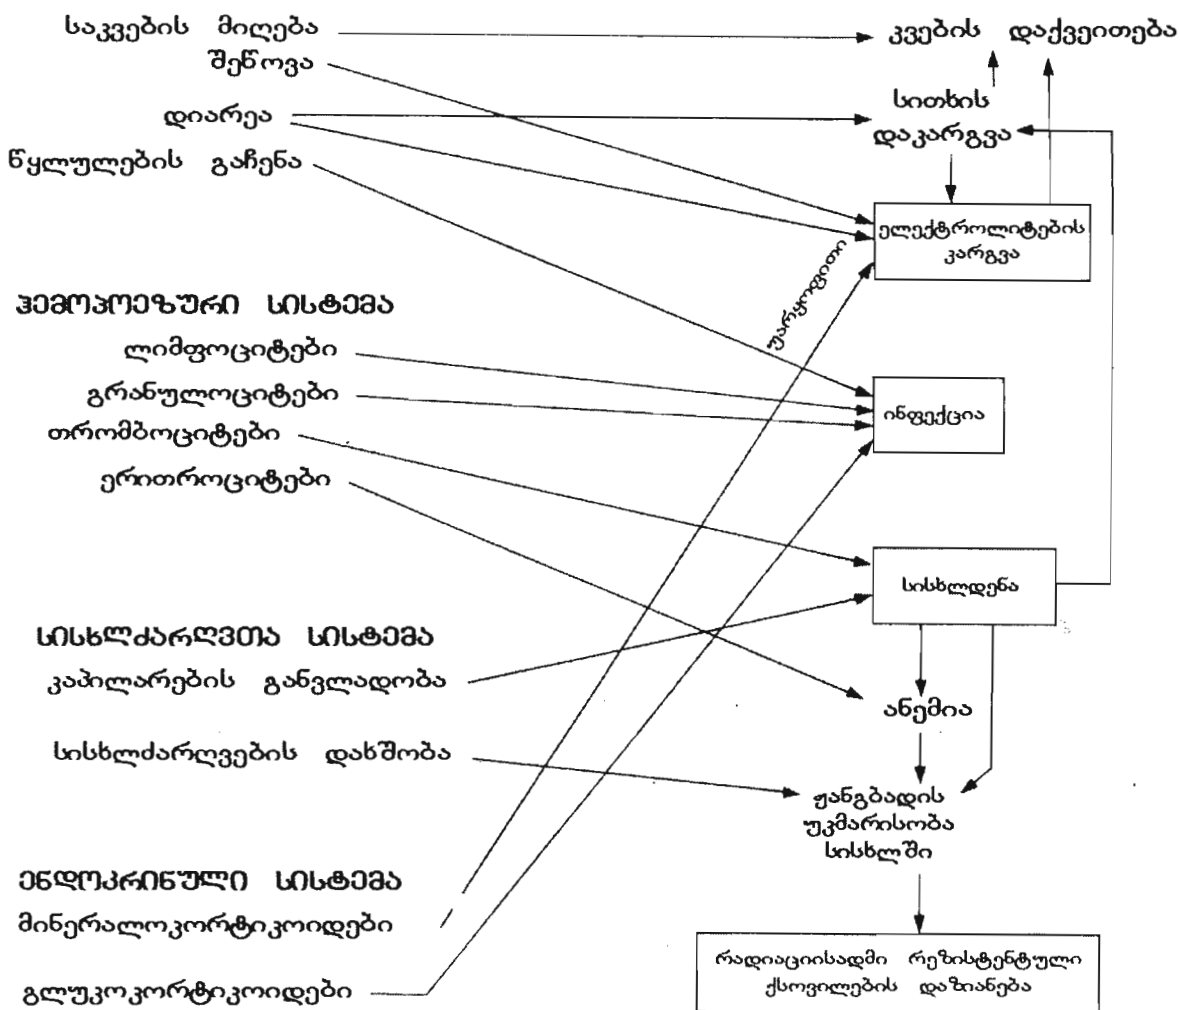 საკვების მიღება
შეწოვა
დიარეა
წყლულების გაჩენა
ჰემოპოეზური სისტემა
ლიმფოციტები
გრანულოციტები
თრომბოციტები
ერითროციტები
სისხლძარღვთა სისტემა
კაპილარების განვლადობა
სისხლძარღვების დახშობა
ენდოკრინული სისტემა
მინერალოკორტიკოიდები
გლუკოკორტიკოიდები
უარყოფითი
კვების დაქვეითება
სითხის
დაკარგვა
ელექტროლიტების
კარგვა
ინფექცია
სისხლდენა
ანემია
ჟანგბადის
უკმარისობა
სისხლში
რადიაციისადმი რეზისტენტული
ქსოვილების დაზიანება